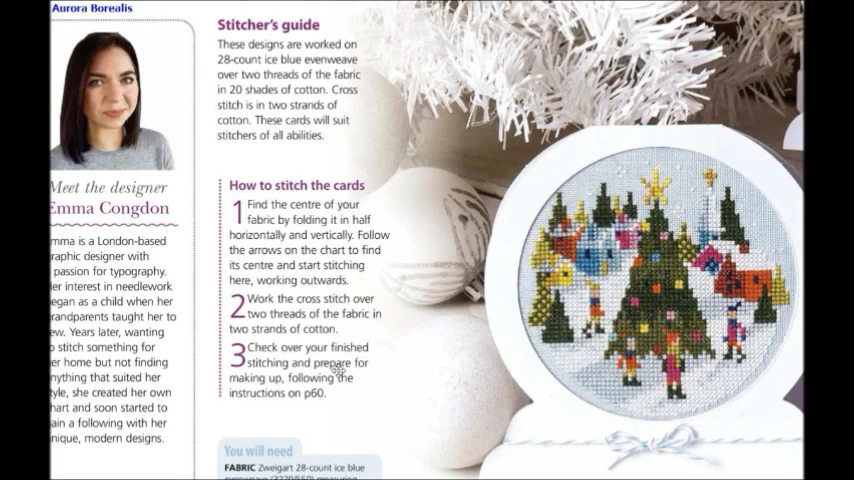 Aurora Borealis
Meet the designer
Emma Congdon
mma is a London-based
raphic designer with
passion for typography.
er interest in needlework
egan as a child when her
randparents taught her to
ew. Years later, wanting
stitch something for
er home but not finding
nything that suited her
tyle, she created her own
hart and soon started to
ain a following with her
nique, modern designs.
Stitcher's guide
These designs are worked on
28-count ice blue evenweave
over two threads of the fabric
in 20 shades of cotton. Cross
stitch is in two strands of
cotton. These cards will suit
stitchers of all abilities.
How to stitch the cards
1 Find the centre of your
fabric by folding it in half
horizontally and vertically. Follow
the arrows on the chart to find
its centre and start stitching
here, working outwards.
2 Work the cross stitch over
two threads of the fabric in
two strands of cotton.
3 Check over your finished
stitching and prepare for
making up, following the
instructions on p60.
You will need
FABRIC Zweigart 28-count ice blue